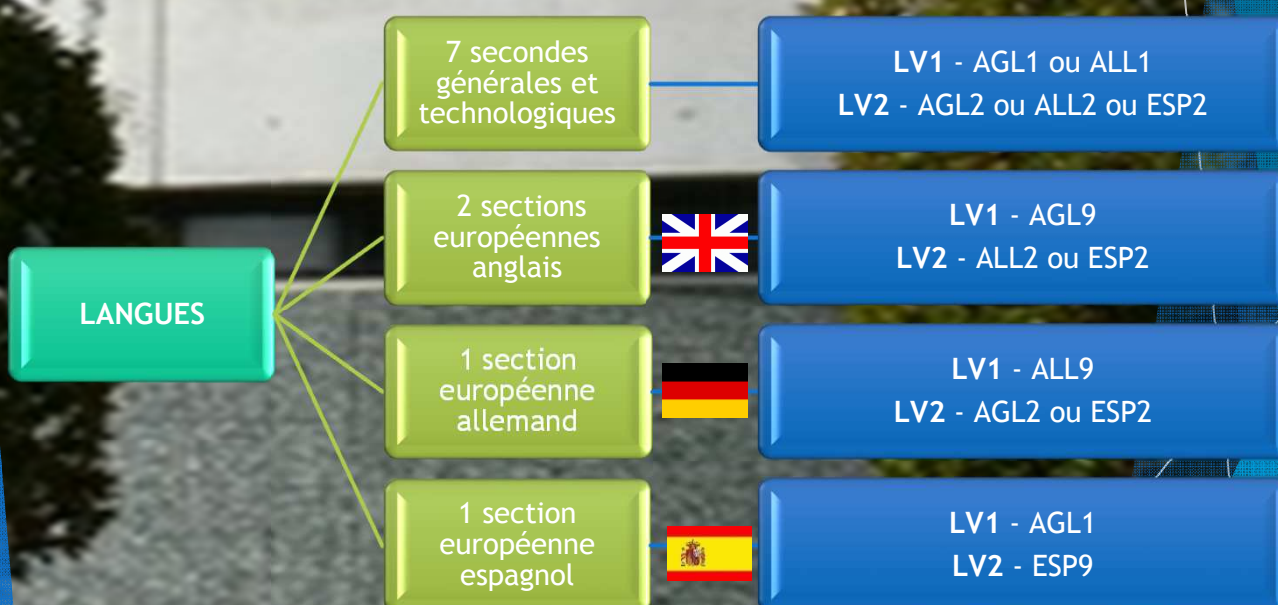 7 secondes
générales et
technologiques
LV1 - AGL1 ou ALL1
LV2 - AGL2 ou ALL2 ou ESP2
2 sections
européennes
anglais
LV1 - AGL9
LV2 - ALL2 ou ESP2
LANGUES
1 section
européenne
allemand
LV1 - ALL9
LV2 - AGL2 ou ESP2
1 section
européenne
espagnol
LV1 - AGL1
LV2 - ESP9